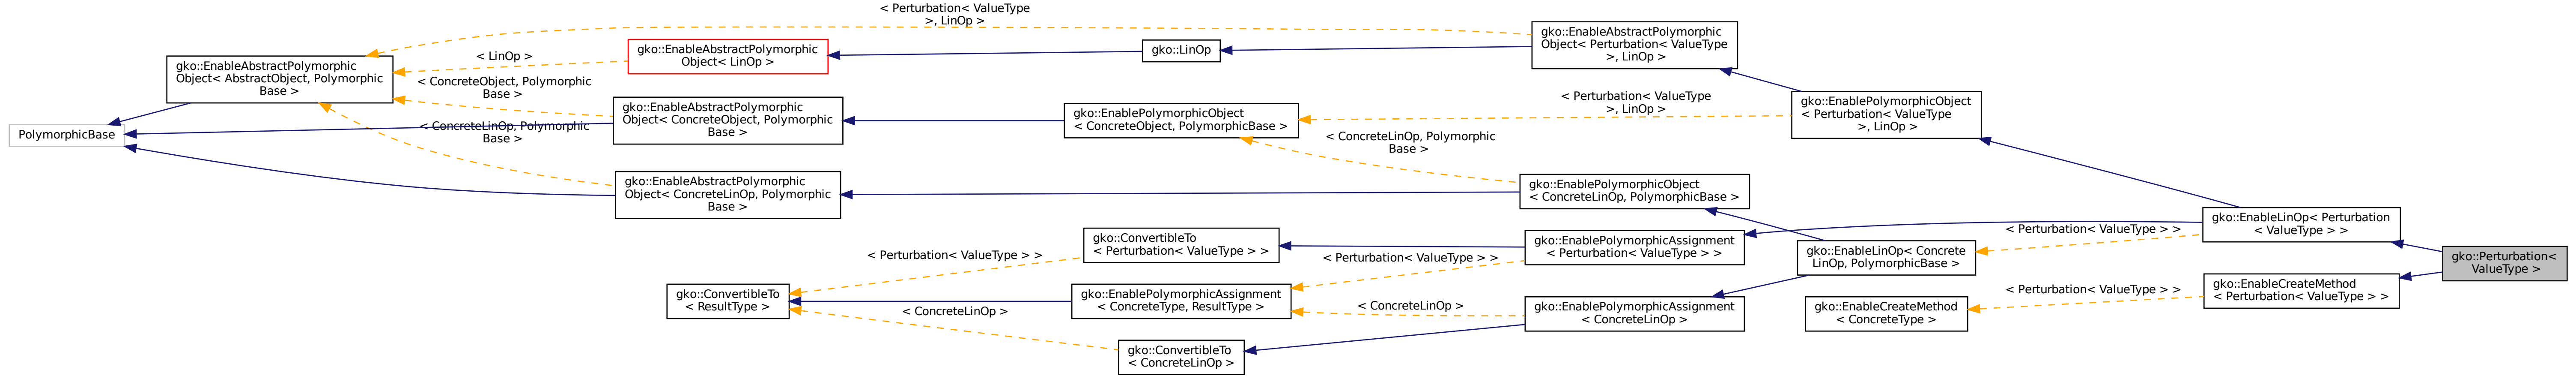 PolymorphicBase
gko::EnableAbstractPolymorphic
Object< AbstractObject, Polymorphic
Base >
< Perturbation< ValueType
>, LinOp >
< LinOp >
< ConcreteObject, Polymorphic
Base >
< ConcreteLinOp, Polymorphic
Base >
gko::EnableAbstractPolymorphic
Object< LinOp >
gko::EnableAbstractPolymorphic
Object< ConcreteObject, Polymorphic
Base >
gko::EnableAbstractPolymorphic
Object< ConcreteLinOp, Polymorphic
Base >
gko::ConvertibleTo
< ResultType >
< Perturbation< ValueType > >
< ConcreteLinOp >
gko::LinOp
gko::EnablePolymorphicObject
< ConcreteObject, PolymorphicBase >
gko::ConvertibleTo
< Perturbation< ValueType > >
gko::EnablePolymorphicAssignment
< ConcreteType, ResultType >
gko::ConvertibleTo
< ConcreteLinOp >
< Perturbation< ValueType
>, LinOp >
< ConcreteLinOp, Polymorphic
Base >
< Perturbation< ValueType > >
< ConcreteLinOp >
gko::EnableAbstractPolymorphic
Object< Perturbation< ValueType
>, LinOp >
gko::EnablePolymorphicObject
< ConcreteLinOp, PolymorphicBase >
gko::EnablePolymorphicAssignment
< Perturbation< ValueType > >
gko::EnablePolymorphicAssignment
< ConcreteLinOp >
gko::EnablePolymorphicObject
< Perturbation< ValueType
>, LinOp >
gko::EnableLinOp< Concrete
LinOp, PolymorphicBase >
gko::EnableCreateMethod
< ConcreteType >
< Perturbation< ValueType > >
< Perturbation< ValueType > >
gko::EnableLinOp< Perturbation
< ValueType > >
gko::EnableCreateMethod
< Perturbation< ValueType > >
gko::Perturbation<
ValueType >